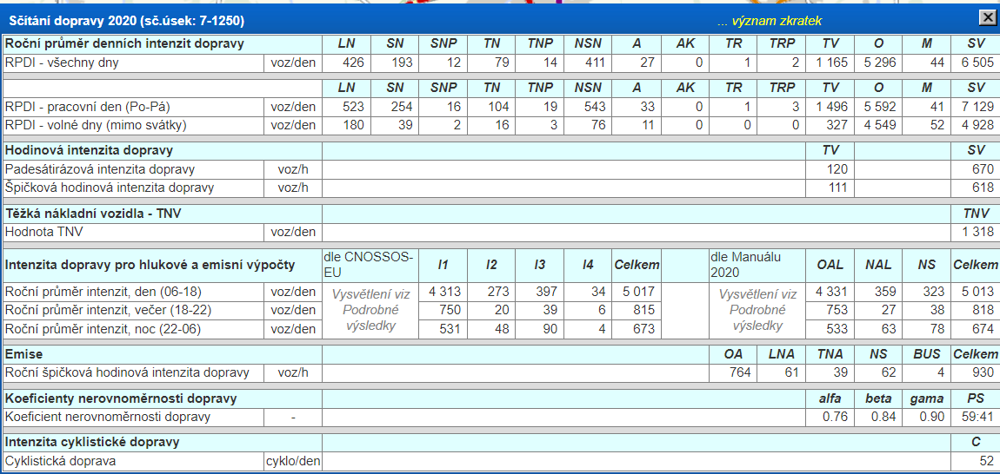 Sčítání dopravy 2020 (sč.úsek: 7-1250) ... význam zkratek
Roční průměr denních intenzit dopravy LN SN SNP TN TNP NSN A AK TR TRP TV O M SV
RPDI - všechny dny voz/den 426 193 12 79 14 411 27 0 1 2 1 165 5 296 44 6 505
LN SN SNP TN TNP NSN A AK TR TRP TV O M SV
RPDI - pracovní den (Po-Pá) voz/den 523 254 16 104 19 543 33 0 1 3 1 496 5 592 41 7 129
RPDI - volné dny (mimo svátky) voz/den 180 39 2 16 3 76 11 0 0 0 327 4 549 52 4 928
Hodinová intenzita dopravy TV SV
Padesátirázová intenzita dopravy voz/h 120 670
Špičková hodinová intenzita dopravy voz/h 111 618
Těžká nákladní vozidla - TNV TNV
Hodnota TNV voz/den 1 318
Intenzita dopravy pro hlukové a emisní výpočty dle CNOSSOS-EU I1 I2 I3 I4 Celkem dle Manuálu 2020 OAL NAL NS Celkem
Roční průměr intenzit, den (06-18) voz/den Vysvětlení viz 4 313 273 397 34 5 017 Vysvětlení viz 4 331 359 323 5 013
Roční průměr intenzit, večer (18-22) voz/den Podrobné 750 20 39 6 815 Podrobné 753 27 38 818
Roční průměr intenzit, noc (22-06) voz/den výsledky 531 48 90 4 673 výsledky 533 63 78 674
Emise OA LNA TNA NS BUS Celkem
Roční špičková hodinová intenzita dopravy voz/h 764 61 39 62 4 930
Koeficienty nerovnoměrnosti dopravy alfa beta gama PS
Koeficient nerovnoměrnosti dopravy - 0.76 0.84 0.90 59:41
Intenzita cyklistické dopravy C
Cyklistická doprava cyklo/den 52